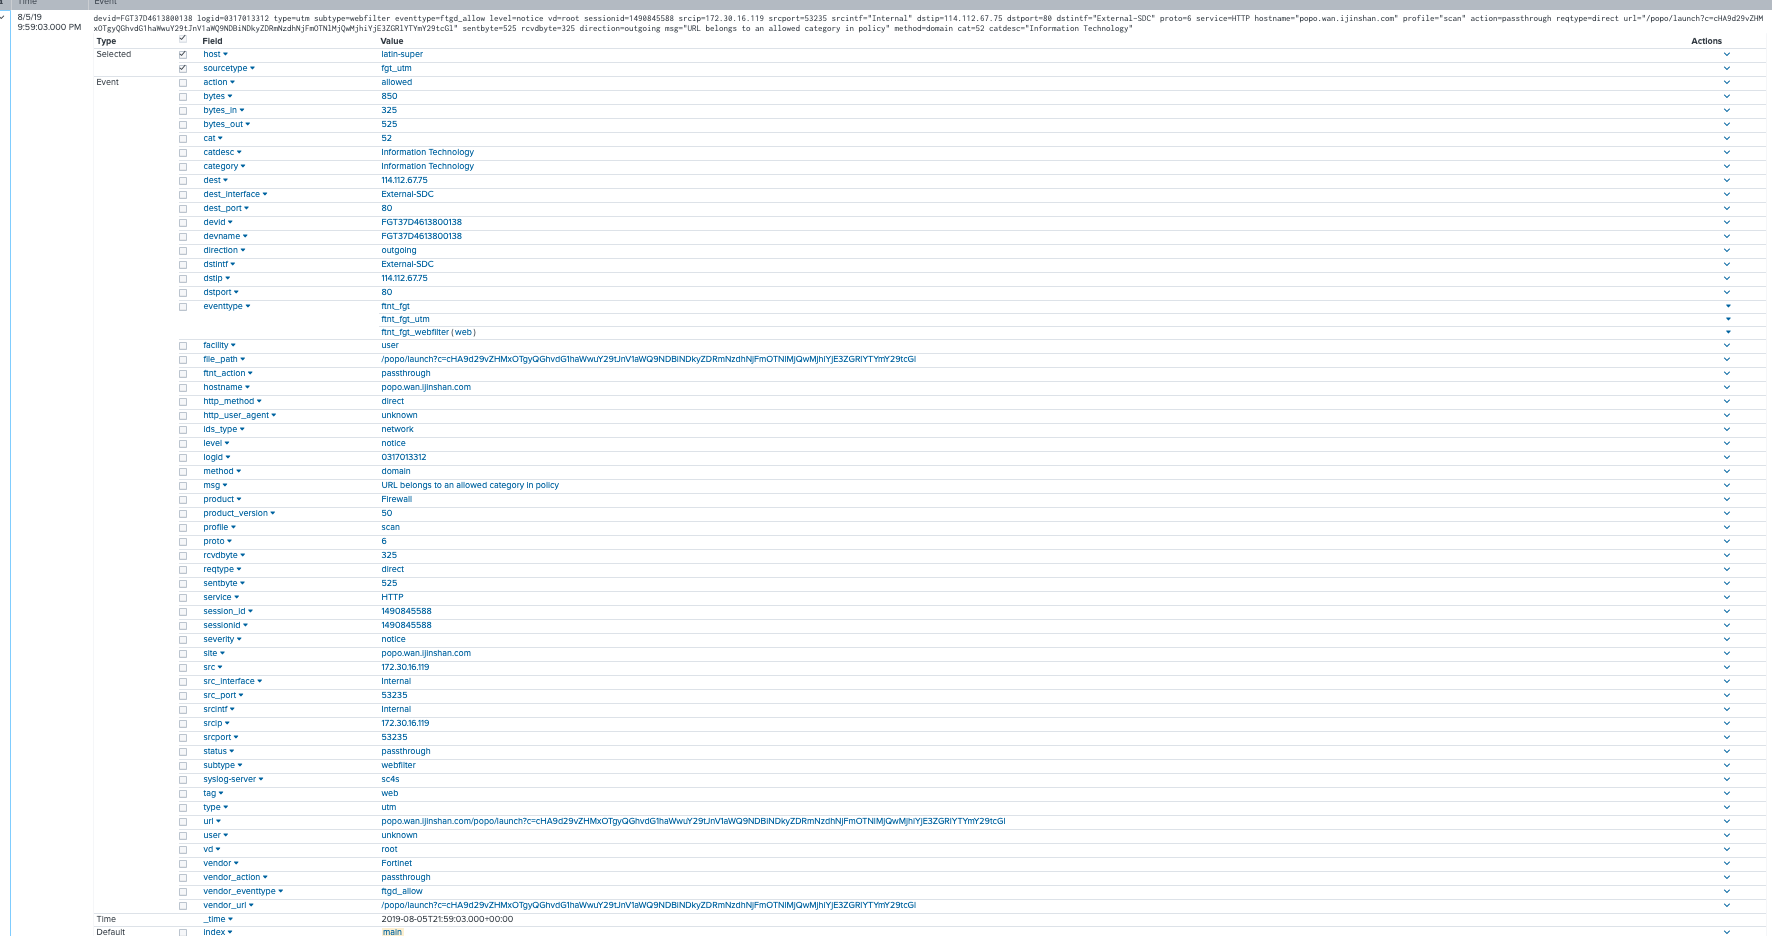 Time Event
8/5/19
9:59:03.000 PM
devid=FGT37D4613800138 logid=0317013312 type=utm subtype=webfilter eventtype=ftgd_allow level=notice vd=root sessionid=1490845588 srcip=172.30.16.119 srcport=53235 srcintf="Internal" dstip=114.112.67.75 dstport=80 dstintf="External-SDC" proto=6 service=HTTP hostname="popo.wan.ijinshan.com" profile="scan" action=passthrough reqtype=direct url="/popo/launch?c=cHA9d29vZHM
xOTgyQGhvdG1haWwuY29tJnV1aWQ9NDBiNDkyZDRmNzdhNjFmOTNlMjQwMjhiYjE3ZGRlYTYmY29tcGl" sentbyte=525 rcvdbyte=325 direction=outgoing msg="URL belongs to an allowed category in policy" method=domain cat=52 catdesc="Information Technology"
Type Field Value Actions
Selected host latin-super
sourcetype fgt_utm
Event action allowed
bytes 850
bytes_in 325
bytes_out 525
cat 52
catdesc Information Technology
category Information Technology
dest 114.112.67.75
dest_interface External-SDC
dest_port 80
devid FGT37D4613800138
devname FGT37D4613800138
direction outgoing
dstintf External-SDC
dstip 114.112.67.75
dstport 80
eventtype ftnt_fgt
ftnt_fgt_utm
ftnt_fgt_webfilter ( web )
facility user
file_path /popo/launch?c=cHA9d29vZHMxOTgyQGhvdG1haWwuY29tJnV1aWQ9NDBiNDkyZDRmNzdhNjFmOTNlMjQwMjhiYjE3ZGRlYTYmY29tcGl
ftnt_action passthrough
hostname popo.wan.ijinshan.com
http_method direct
http_user_agent unknown
ids_type network
level notice
logid 0317013312
method domain
msg URL belongs to an allowed category in policy
product Firewall
product_version 50
profile scan
proto 6
rcvdbyte 325
reqtype direct
sentbyte 525
service HTTP
session_id 1490845588
sessionid 1490845588
severity notice
site popo.wan.ijinshan.com
src 172.30.16.119
src_interface Internal
src_port 53235
srcintf Internal
srcip 172.30.16.119
srcport 53235
status passthrough
subtype webfilter
syslog-server sc4s
tag web
type utm
url popo.wan.ijinshan.com/popo/launch?c=cHA9d29vZHMxOTgyQGhvdG1haWwuY29tJnV1aWQ9NDBiNDkyZDRmNzdhNjFmOTNlMjQwMjhiYjE3ZGRlYTYmY29tcGl
user unknown
vd root
vendor Fortinet
vendor_action passthrough
vendor_eventtype ftgd_allow
vendor_url /popo/launch?c=cHA9d29vZHMxOTgyQGhvdG1haWwuY29tJnV1aWQ9NDBiNDkyZDRmNzdhNjFmOTNlMjQwMjhiYjE3ZGRlYTYmY29tcGl
Time _time 2019-08-05T21:59:03.000+00:00
Default index main